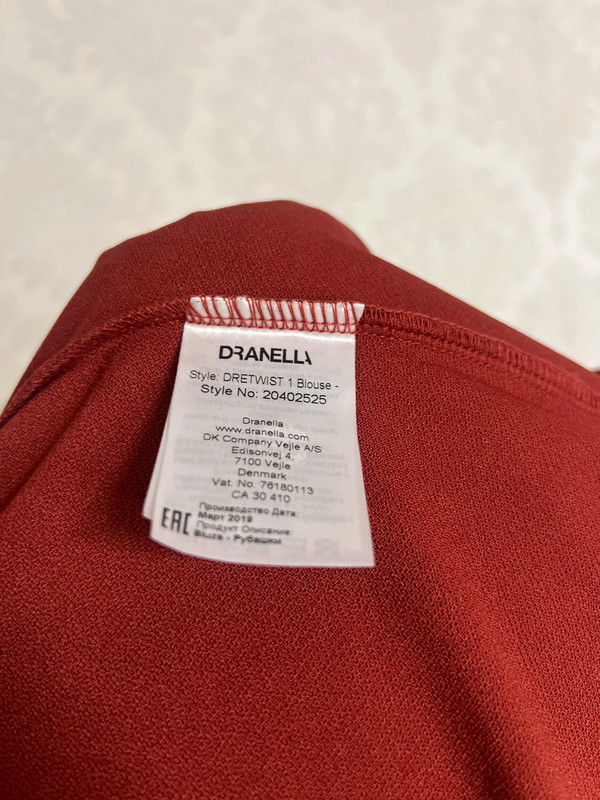 DRANELLA
Style: DRETWIST 1 Blouse -
Style No: 20402525
Dranella
www.dranella.com
DK Company Vejle A/S
Edisonvej 4,
7100 Vejle
Denmark
Vat. No. 76180113
CA 30 410
Производство Дата:
Март 2019
EAC Продукт Описание:
Bluza - Рубашки